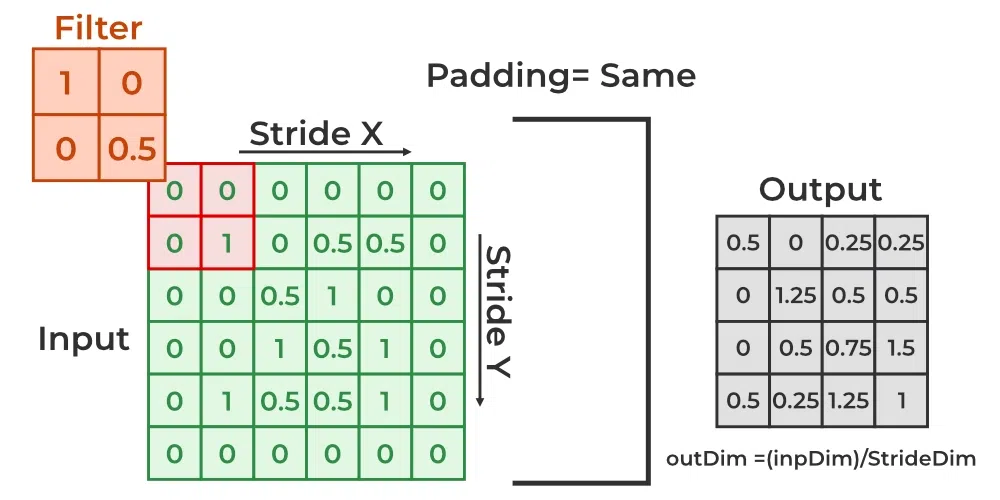 Filter
1 0
0 0.5
Padding= Same
Stride X
0 0 0 0 0 0
0 1 0 0.5 0.5 0
0 0 0.5 1 0 0
0 0 1 0.5 1 0
0 1 0.5 0.5 1 0
0 0 0 0 0 0
Input
Stride Y
Output
0.5 0 0.25 0.25
0 1.25 0.5 0.5
0 0.5 0.75 1.5
0.5 0.25 1.25 1
outDim =(inpDim)/StrideDim